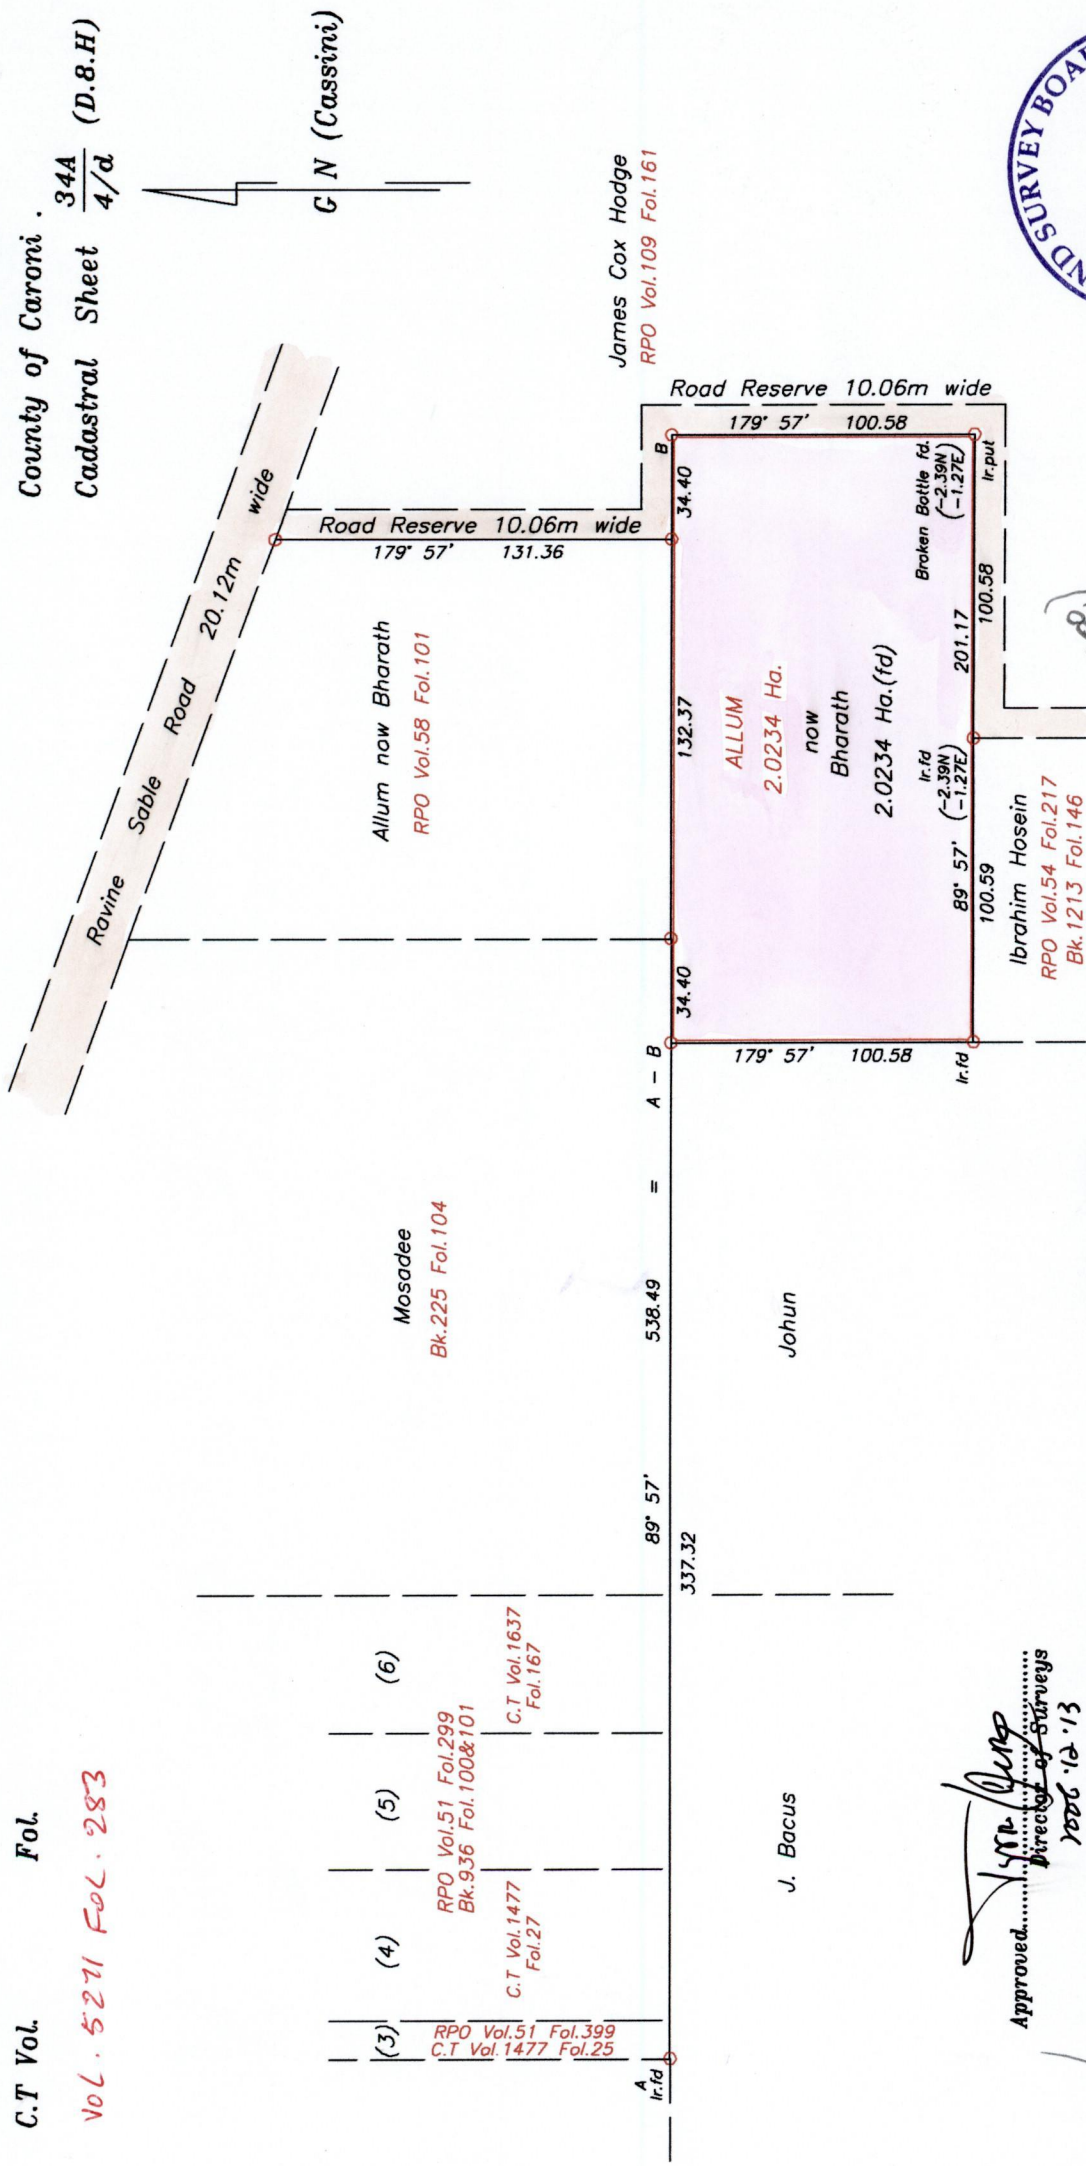 C.T Vol. Fol.
VOL. 5271 FOL. 283
County of Caroni.
Cadastral Sheet 34A
4/d
(D.8.H)
G N (Cassini)
Ravine Sable Road 20.12m wide
Road Reserve 10.06m wide
179° 57' 131.36
James Cox Hodge
RPO Vol.109 Fol.161
Allum now Bharath
RPO Vol.58 Fol.101
Mosadee
Bk.225 Fol.104
(3)
(4)
(5)
(6)
RPO Vol.51 Fol.399
C.T Vol.1477 Fol.25
RPO Vol.51 Fol.299
Bk.936 Fol.100&101
C.T Vol.1477
Fol.27
C.T Vol.1637
Fol.167
A
Ir.fd
89° 57' 538.49 = A - B
337.32
B
34.40
132.37
34.40
Road Reserve 10.06m wide
179° 57' 100.58
179° 57' 100.58
ALLUM
2.0234 Ha.
now
Bharath
2.0234 Ha.(fd)
Ir.fd
(-2.39N
-1.27E)
Broken Bottle fd.
(-2.39N
-1.27E)
89° 57' 201.17
Ir.fd
100.59
100.58
Ir.put
J. Bacus
Johun
Ibrahim Hosein
RPO Vol.54 Fol.217
Bk.1213 Fol.146
Approved
Director of Surveys
2006 '12 '13
ND SURVEY BOA